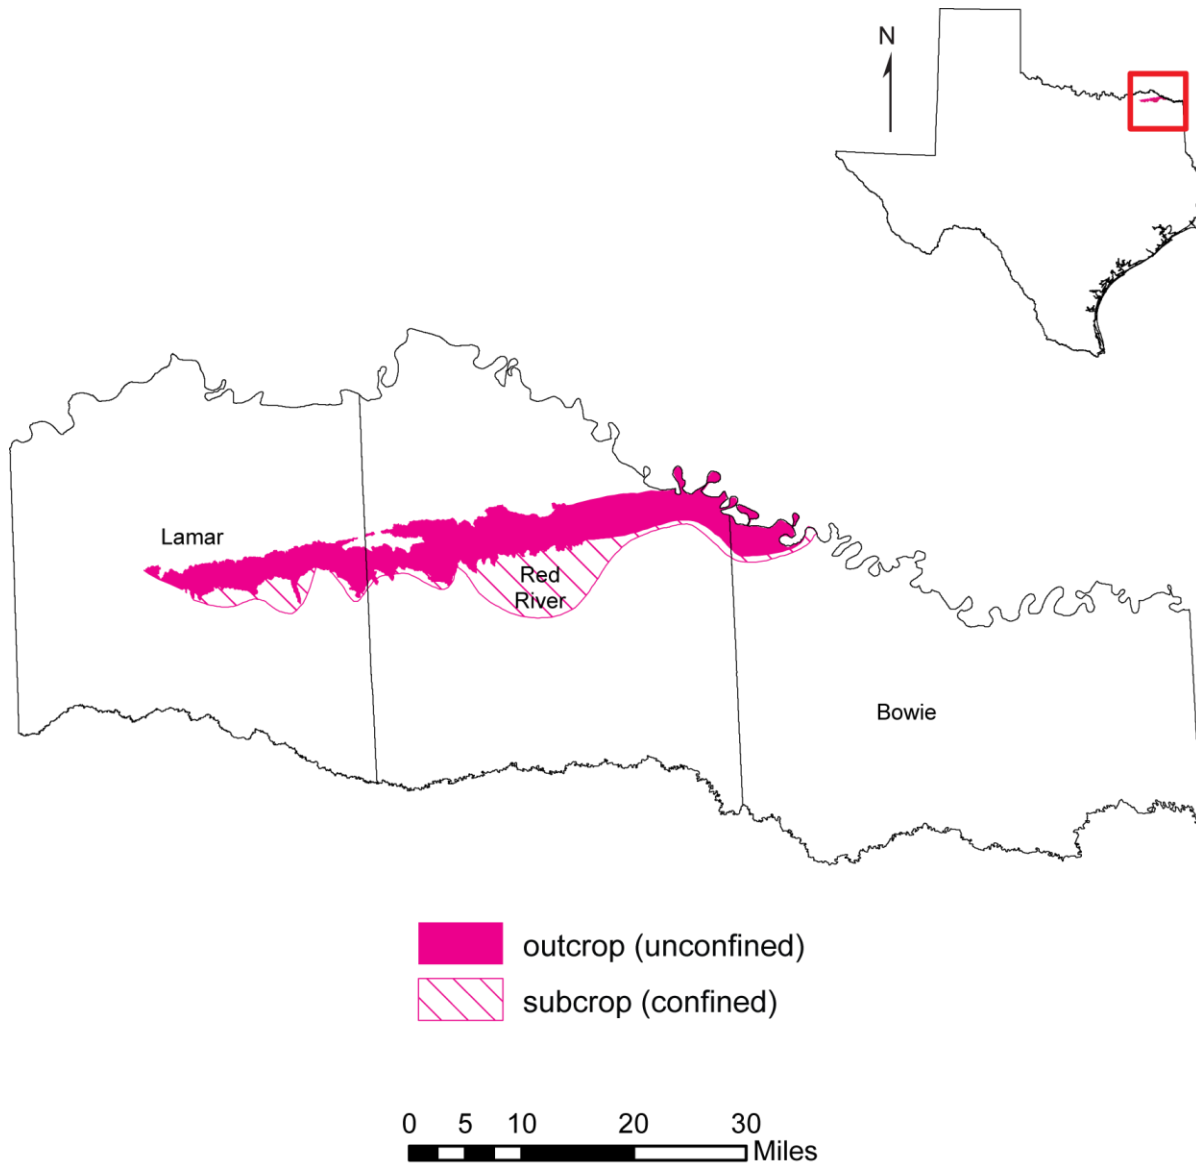 N
Lamar
Red
River
Bowie
outcrop (unconfined)
subcrop (confined)
0 5 10 20 30
Miles